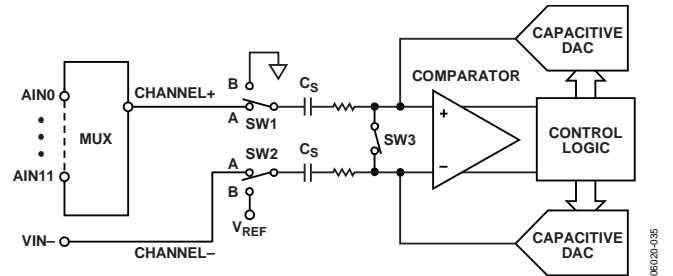 CAPACITIVE
DAC
B
CHANNEL+
CS
COMPARATOR
AIN0
A
SW1
+
MUX
SW3
CONTROL
LOGIC
A
SW2
CS
–
AIN11
B
VREF
VIN–
CHANNEL–
CAPACITIVE
DAC
06020-035